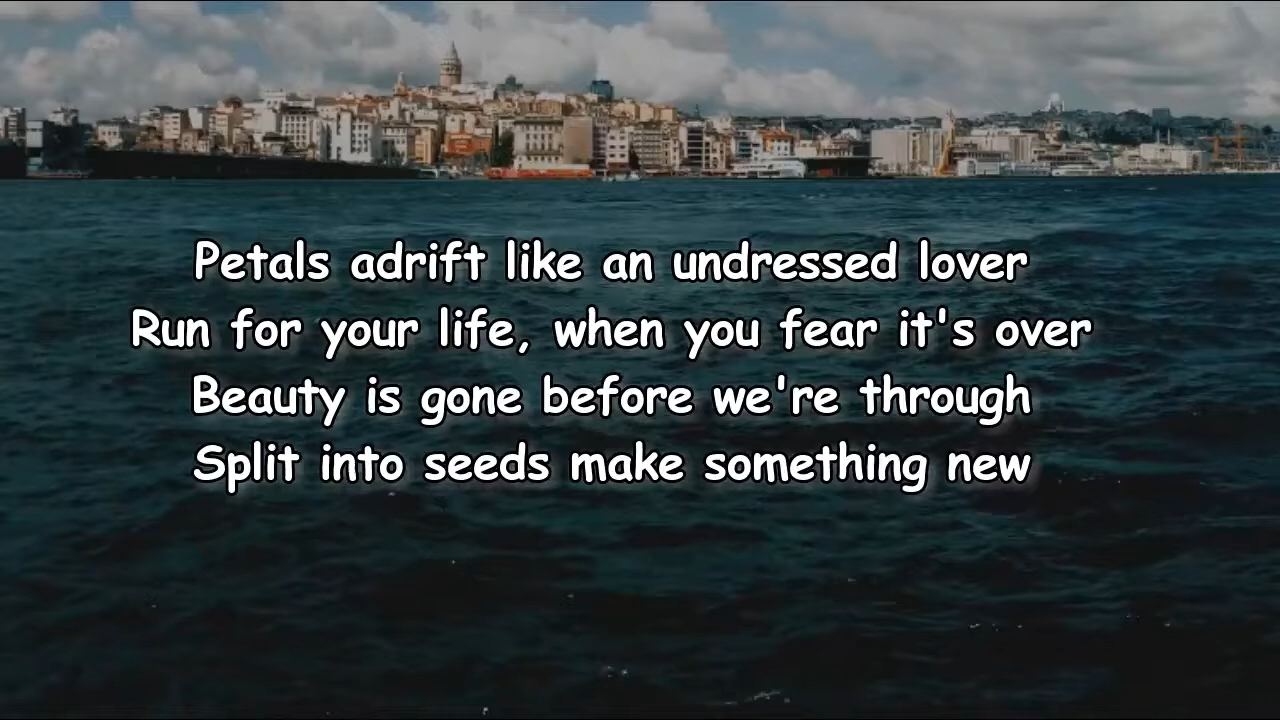 Petals adrift like an undressed lover
Run for your life, when you fear it's over
Beauty is gone before we're through
Split into seeds make something new